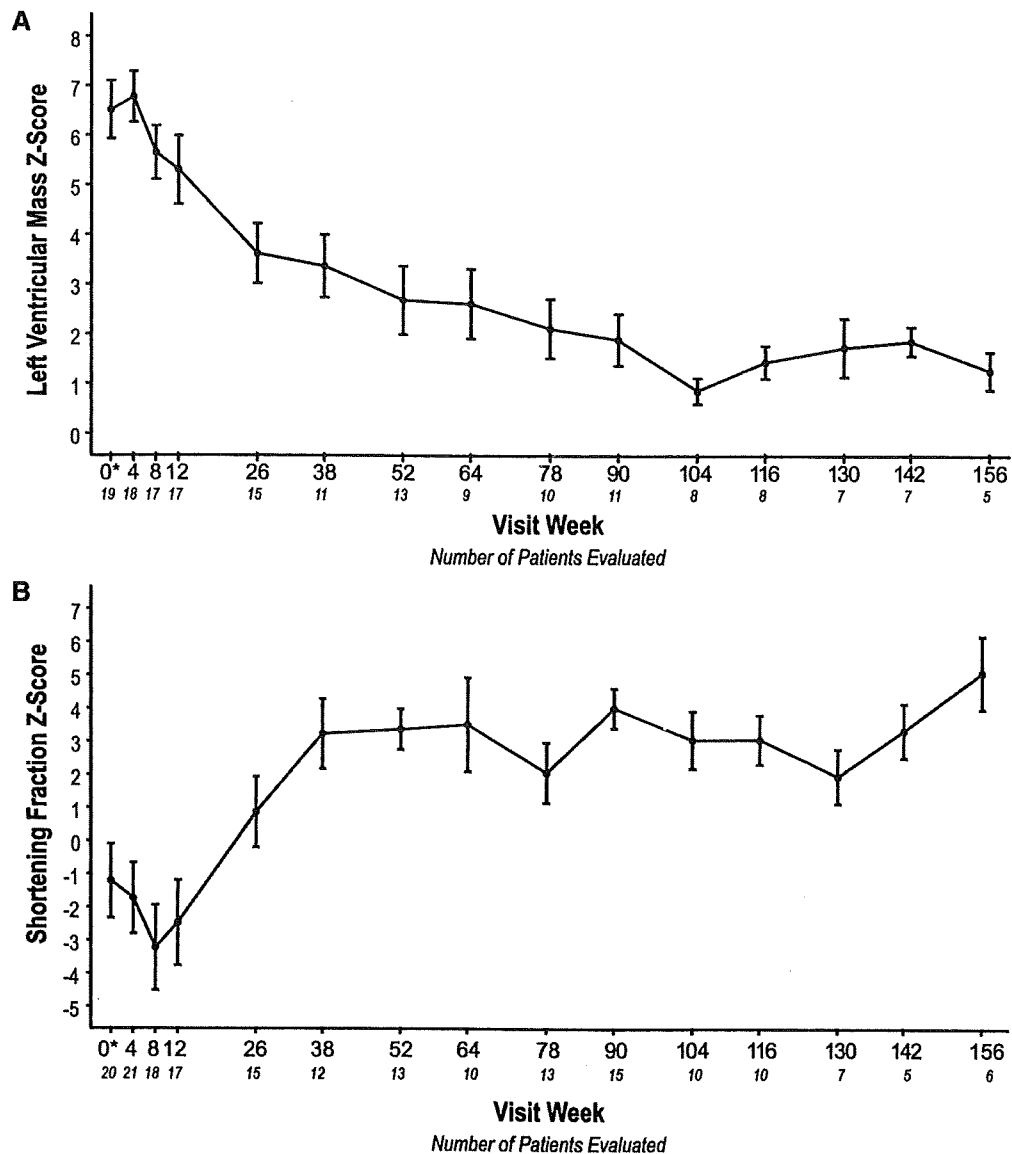 A
Left Ventricular Mass Z-Score
8
7
6
5
4
3
2
1
0
0* 4 8 12 26 38 52 64 78 90 104 116 130 142 156
19 18 17 17 15 11 13 9 10 11 8 8 7 7 5
Visit Week
Number of Patients Evaluated
B
Shortening Fraction Z-Score
7
6
5
4
3
2
1
0
-1
-2
-3
-4
-5
0* 4 8 12 26 38 52 64 78 90 104 116 130 142 156
20 21 18 17 15 12 13 10 13 15 10 10 7 5 6
Visit Week
Number of Patients Evaluated